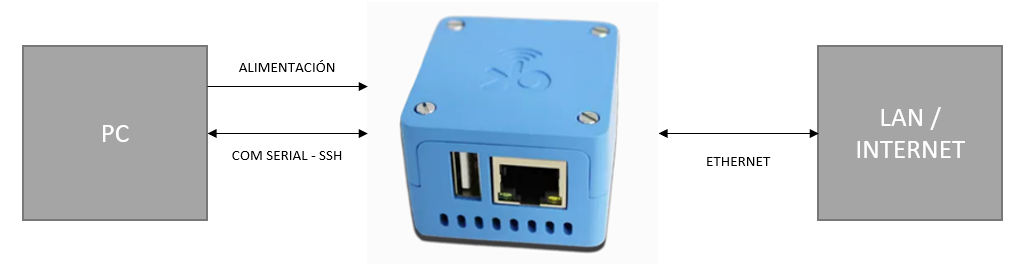 PC
ALIMENTACIÓN
COM SERIAL - SSH
ETHERNET
LAN /
INTERNET